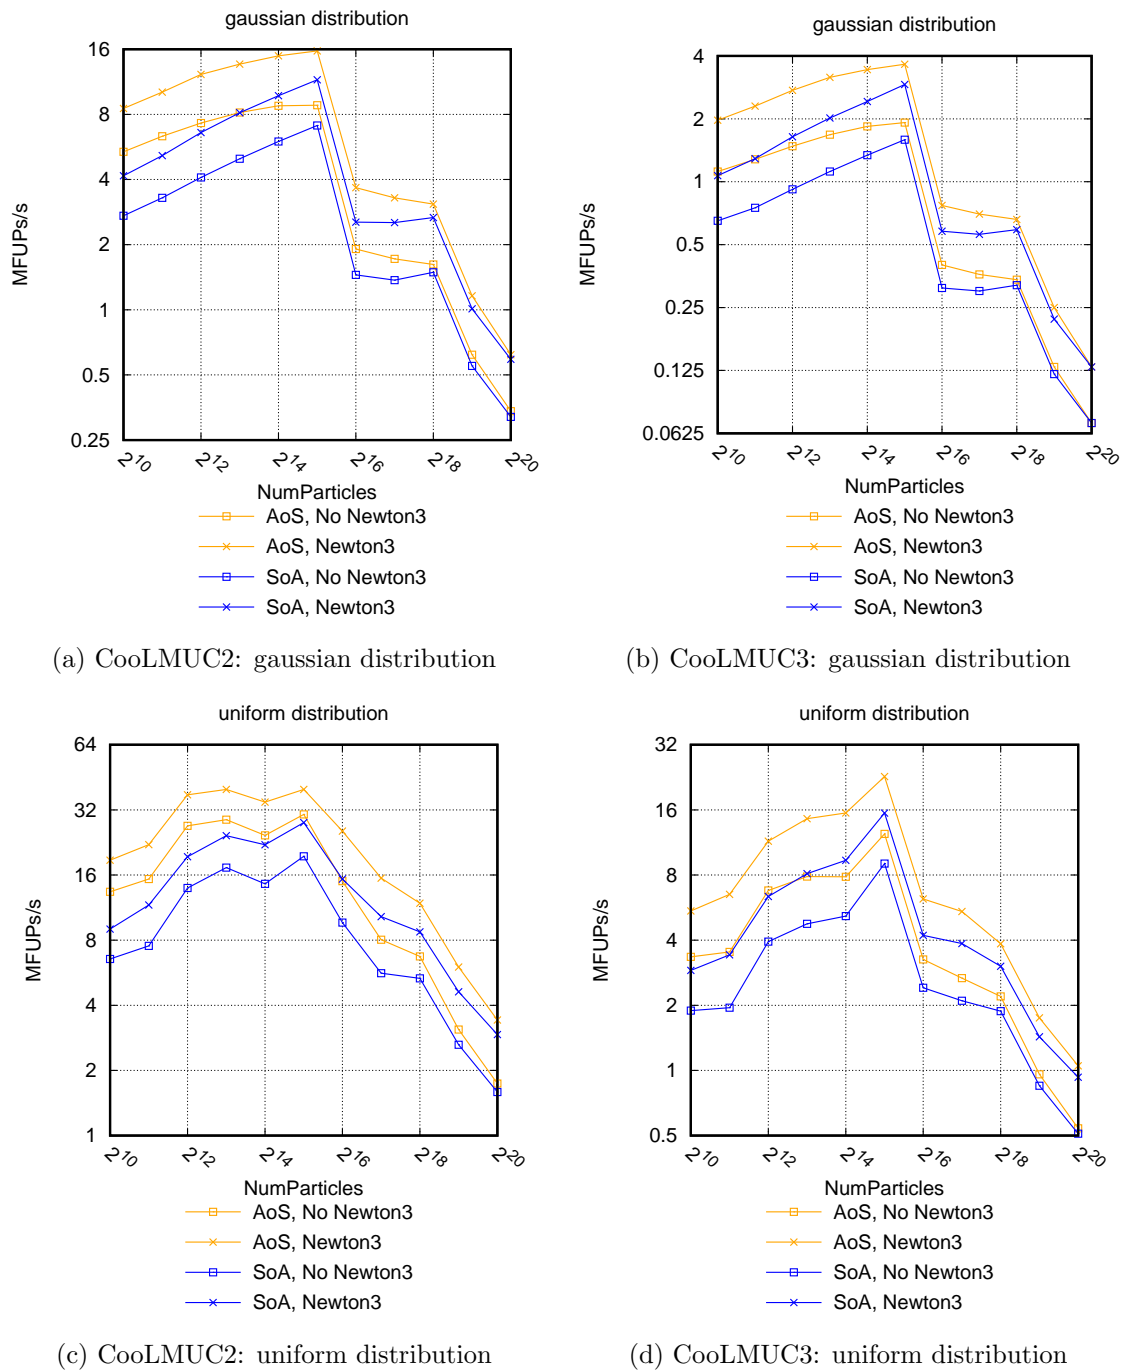 gaussian distribution
16
8
4
2
1
0.5
0.25
MFUPs/s
2^10
2^12
2^14
2^16
2^18
2^20
NumParticles
AoS, No Newton3
AoS, Newton3
SoA, No Newton3
SoA, Newton3
(a) CooLMUC2: gaussian distribution
gaussian distribution
4
2
1
0.5
0.25
0.125
0.0625
MFUPs/s
2^10
2^12
2^14
2^16
2^18
2^20
NumParticles
AoS, No Newton3
AoS, Newton3
SoA, No Newton3
SoA, Newton3
(b) CooLMUC3: gaussian distribution
uniform distribution
64
32
16
8
4
2
1
MFUPs/s
2^10
2^12
2^14
2^16
2^18
2^20
NumParticles
AoS, No Newton3
AoS, Newton3
SoA, No Newton3
SoA, Newton3
(c) CooLMUC2: uniform distribution
uniform distribution
32
16
8
4
2
1
0.5
MFUPs/s
2^10
2^12
2^14
2^16
2^18
2^20
NumParticles
AoS, No Newton3
AoS, Newton3
SoA, No Newton3
SoA, Newton3
(d) CooLMUC3: uniform distribution